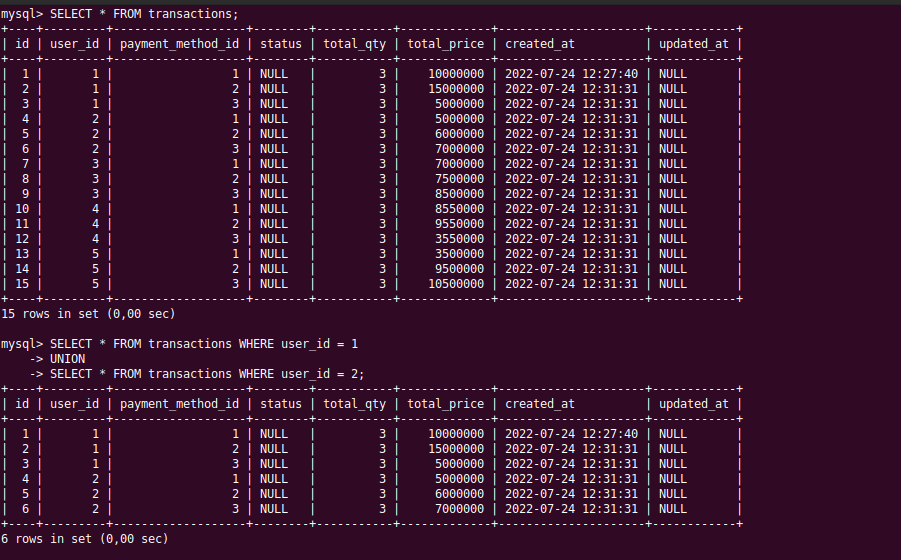 mysql> SELECT * FROM transactions;
+----+---------+-------------------+--------+-----------+-------------+---------------------+------------+
| id | user_id | payment_method_id | status | total_qty | total_price | created_at          | updated_at |
+----+---------+-------------------+--------+-----------+-------------+---------------------+------------+
|  1 |       1 |                 1 | NULL   |         3 |    10000000 | 2022-07-24 12:27:40 | NULL       |
|  2 |       1 |                 2 | NULL   |         3 |    15000000 | 2022-07-24 12:31:31 | NULL       |
|  3 |       1 |                 3 | NULL   |         3 |     5000000 | 2022-07-24 12:31:31 | NULL       |
|  4 |       2 |                 1 | NULL   |         3 |     5000000 | 2022-07-24 12:31:31 | NULL       |
|  5 |       2 |                 2 | NULL   |         3 |     6000000 | 2022-07-24 12:31:31 | NULL       |
|  6 |       2 |                 3 | NULL   |         3 |     7000000 | 2022-07-24 12:31:31 | NULL       |
|  7 |       3 |                 1 | NULL   |         3 |     7000000 | 2022-07-24 12:31:31 | NULL       |
|  8 |       3 |                 2 | NULL   |         3 |     7500000 | 2022-07-24 12:31:31 | NULL       |
|  9 |       3 |                 3 | NULL   |         3 |     8500000 | 2022-07-24 12:31:31 | NULL       |
| 10 |       4 |                 1 | NULL   |         3 |     8550000 | 2022-07-24 12:31:31 | NULL       |
| 11 |       4 |                 2 | NULL   |         3 |     9550000 | 2022-07-24 12:31:31 | NULL       |
| 12 |       4 |                 3 | NULL   |         3 |     3550000 | 2022-07-24 12:31:31 | NULL       |
| 13 |       5 |                 1 | NULL   |         3 |     3500000 | 2022-07-24 12:31:31 | NULL       |
| 14 |       5 |                 2 | NULL   |         3 |     9500000 | 2022-07-24 12:31:31 | NULL       |
| 15 |       5 |                 3 | NULL   |         3 |    10500000 | 2022-07-24 12:31:31 | NULL       |
+----+---------+-------------------+--------+-----------+-------------+---------------------+------------+
15 rows in set (0,00 sec)

mysql> SELECT * FROM transactions WHERE user_id = 1
    -> UNION
    -> SELECT * FROM transactions WHERE user_id = 2;
+----+---------+-------------------+--------+-----------+-------------+---------------------+------------+
| id | user_id | payment_method_id | status | total_qty | total_price | created_at          | updated_at |
+----+---------+-------------------+--------+-----------+-------------+---------------------+------------+
|  1 |       1 |                 1 | NULL   |         3 |    10000000 | 2022-07-24 12:27:40 | NULL       |
|  2 |       1 |                 2 | NULL   |         3 |    15000000 | 2022-07-24 12:31:31 | NULL       |
|  3 |       1 |                 3 | NULL   |         3 |     5000000 | 2022-07-24 12:31:31 | NULL       |
|  4 |       2 |                 1 | NULL   |         3 |     5000000 | 2022-07-24 12:31:31 | NULL       |
|  5 |       2 |                 2 | NULL   |         3 |     6000000 | 2022-07-24 12:31:31 | NULL       |
|  6 |       2 |                 3 | NULL   |         3 |     7000000 | 2022-07-24 12:31:31 | NULL       |
+----+---------+-------------------+--------+-----------+-------------+---------------------+------------+
6 rows in set (0,00 sec)